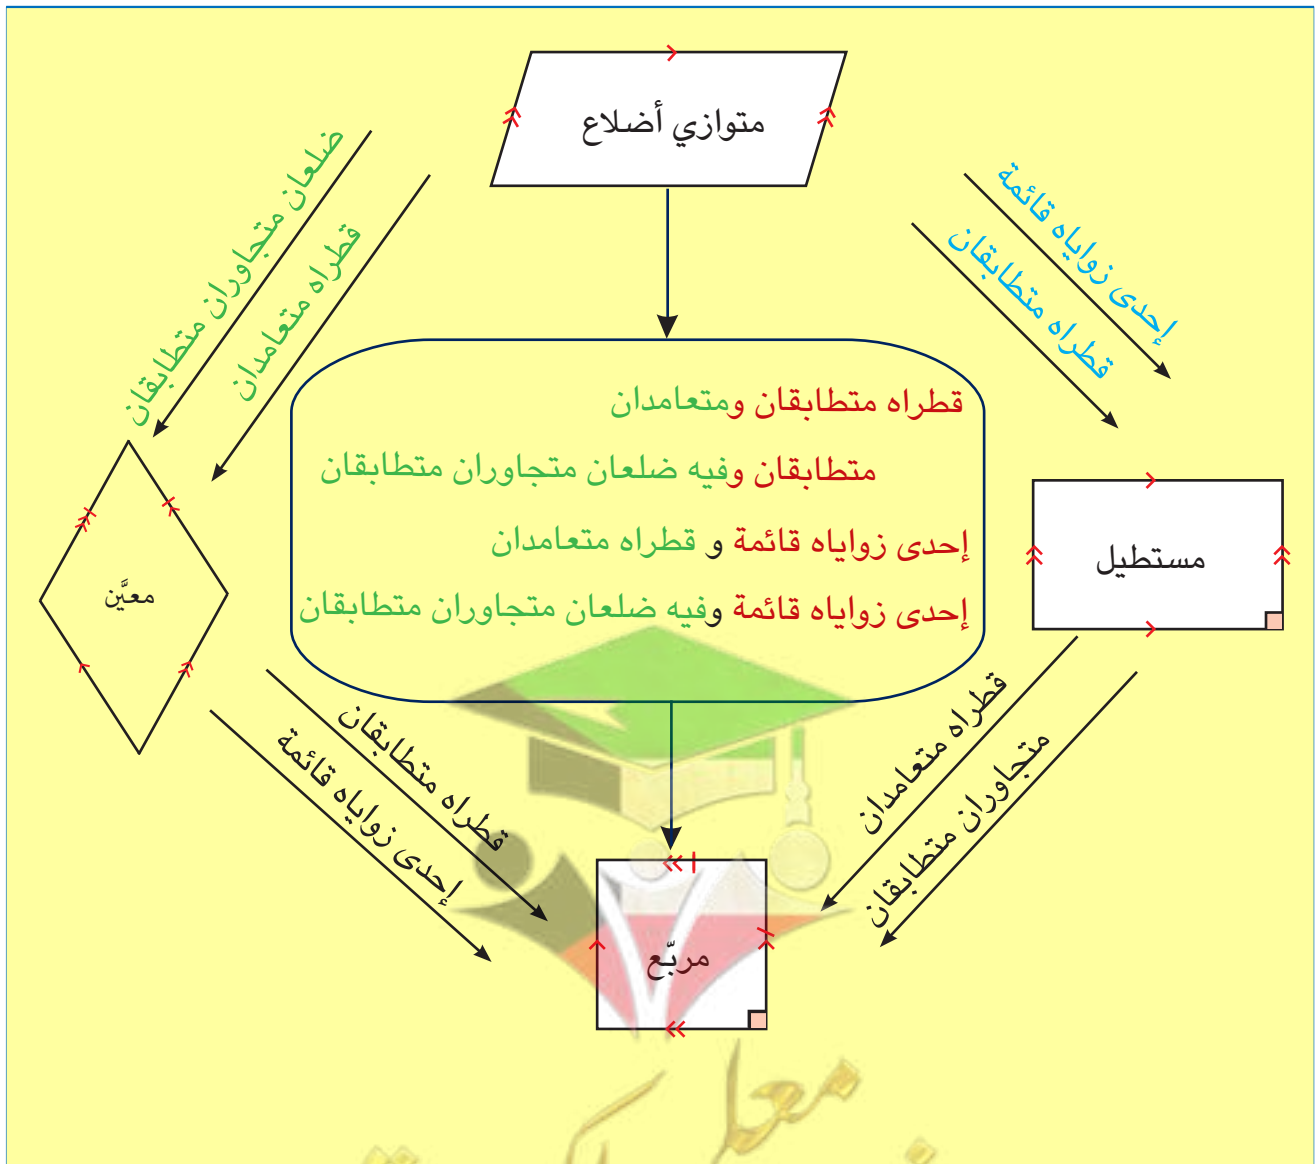 متوازي أضلاع
إحدى زواياه قائمة
قطراه متطابقان
ضلعان متجاوران متطابقان
قطراه متعامدان
قطراه متطابقان ومتعامدان
متطابقان وفيه ضلعان متجاوران متطابقان
إحدى زواياه قائمة و قطراه متعامدان
إحدى زواياه قائمة وفيه ضلعان متجاوران متطابقان
مستطيل
معيَّن
قطراه متعامدان
متجاوران متطابقان
قطراه متطابقان
إحدى زواياه قائمة
مربّع